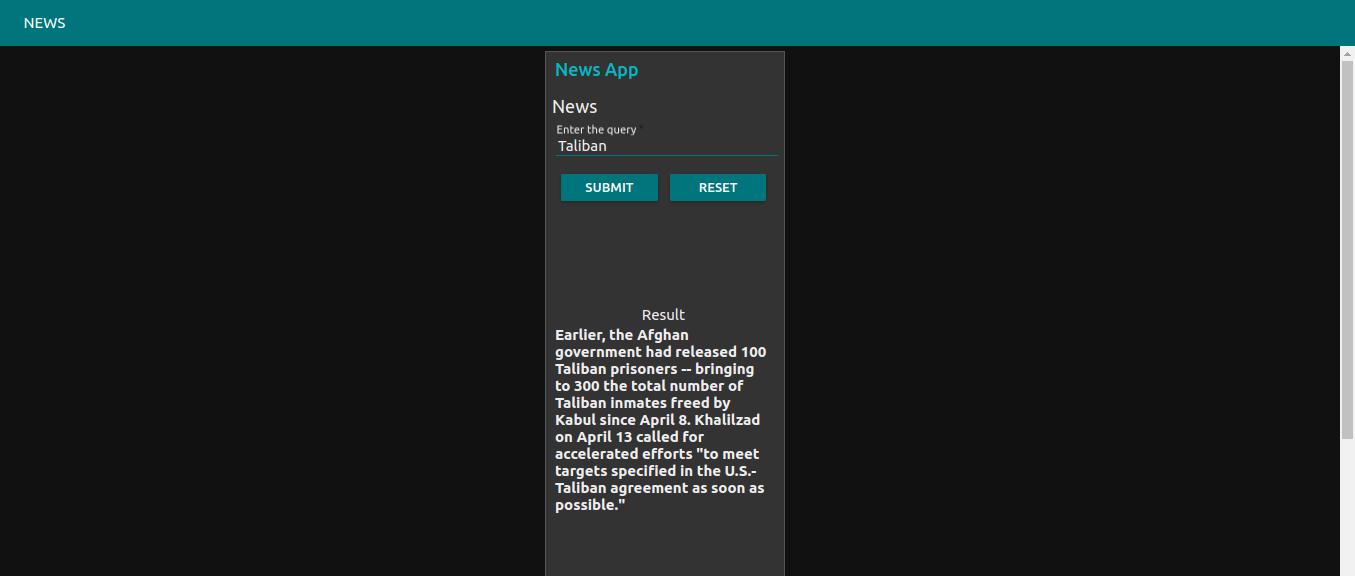 NEWS
News App
News
Enter the query *
Taliban
SUBMIT RESET
Result
Earlier, the Afghan
government had released 100
Taliban prisoners -- bringing
to 300 the total number of
Taliban inmates freed by
Kabul since April 8. Khalilzad
on April 13 called for
accelerated efforts "to meet
targets specified in the U.S.-
Taliban agreement as soon as
possible."